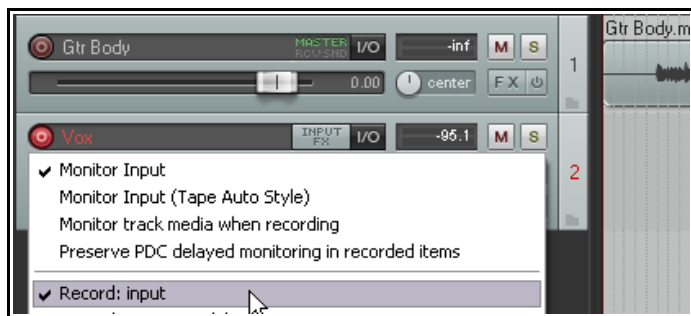 Gtr Body MASTER RCV SND I/O -inf M S
0.00 center FX
1
Gtr Body.m
Vox INPUT FX I/O -95.1 M S
2
Monitor Input
Monitor Input (Tape Auto Style)
Monitor track media when recording
Preserve PDC delayed monitoring in recorded items
Record: input